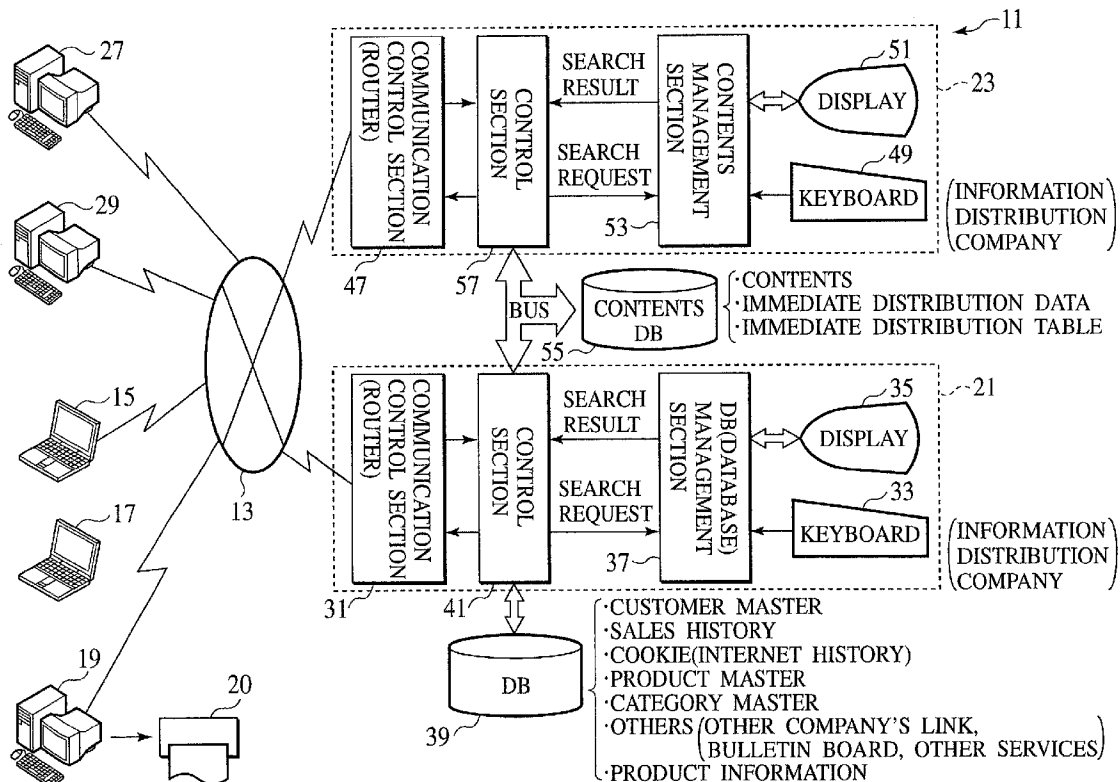 27
29
15
17
19
20
13
11
COMMUNICATION
CONTROL SECTION
(ROUTER)
47
CONTROL
SECTION
57
SEARCH
RESULT
SEARCH
REQUEST
CONTENTS
MANAGEMENT
SECTION
53
51
DISPLAY
49
KEYBOARD
23
(INFORMATION
DISTRIBUTION
COMPANY)
BUS
CONTENTS
DB
55
·CONTENTS
·IMMEDIATE DISTRIBUTION DATA
·IMMEDIATE DISTRIBUTION TABLE
COMMUNICATION
CONTROL SECTION
(ROUTER)
31
CONTROL
SECTION
41
SEARCH
RESULT
SEARCH
REQUEST
DB(DATABASE)
MANAGEMENT
SECTION
37
35
DISPLAY
33
KEYBOARD
21
(INFORMATION
DISTRIBUTION
COMPANY)
DB
39
·CUSTOMER MASTER
·SALES HISTORY
·COOKIE(INTERNET HISTORY)
·PRODUCT MASTER
·CATEGORY MASTER
·OTHERS (OTHER COMPANY'S LINK,
BULLETIN BOARD, OTHER SERVICES)
·PRODUCT INFORMATION